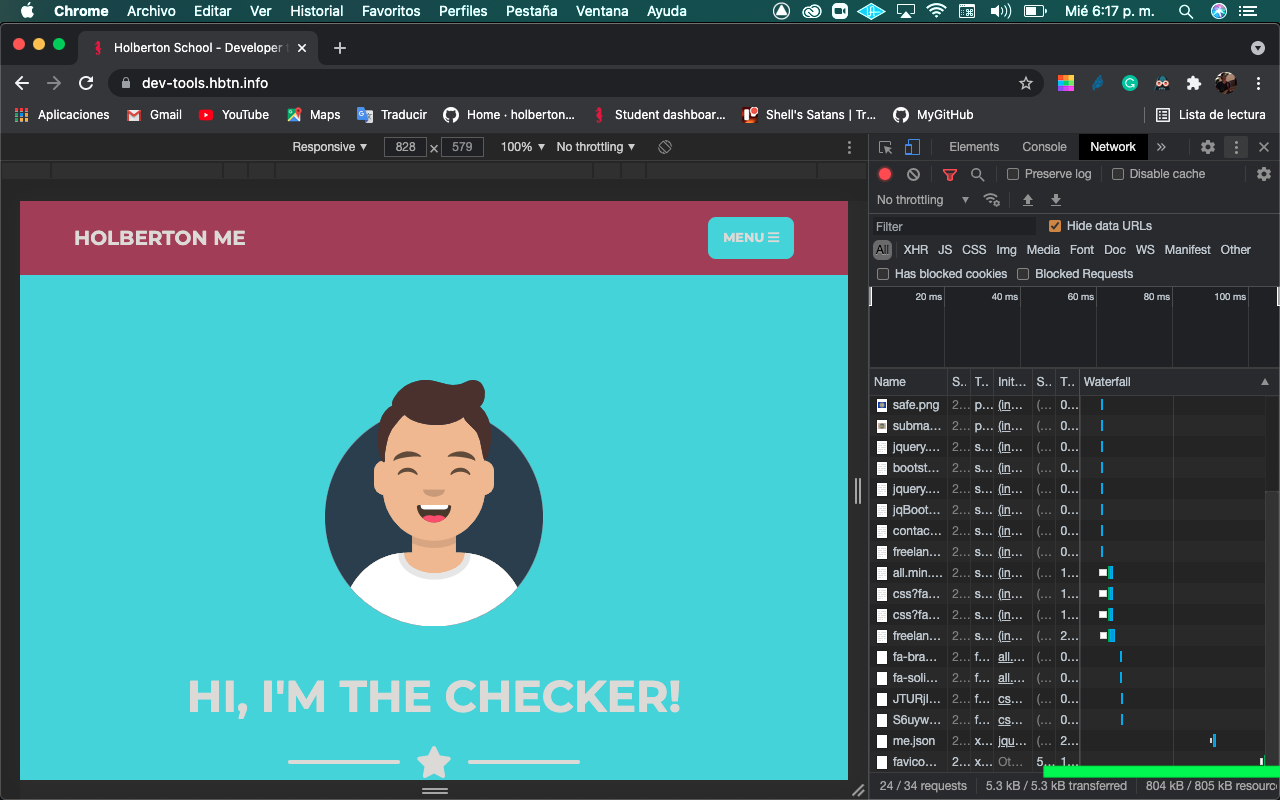 Chrome Archivo Editar Ver Historial Favoritos Perfiles Pestaña Ventana Ayuda Mié 6:17 p. m.
Holberton School - Developer
dev-tools.hbtn.info
Aplicaciones Gmail YouTube Maps Traducir Home · holberton... Student dashboar... Shell's Satans | Tr... MyGitHub Lista de lectura
Responsive 828 × 579 100% No throttling
Elements Console Network »
Preserve log Disable cache
No throttling
Filter Hide data URLs
All XHR JS CSS Img Media Font Doc WS Manifest Other
Has blocked cookies Blocked Requests
20 ms 40 ms 60 ms 80 ms 100 ms
Name S.. T.. Init... S.. T.. Waterfall
safe.png 2... p... (in... (... 0...
subma... 2... p... (in... (... 0...
jquery.... 2... s... (in... (... 0...
bootst... 2... s... (in... (... 0...
jquery.... 2... s... (in... (... 0...
jqBoot... 2... s... (in... (... 0...
contac... 2... s... (in... (... 0...
freelan... 2... s... (in... (... 0...
all.min.... 2... s... (in... (... 1...
css?fa... 2... s... (in... (... 1...
css?fa... 2... s... (in... (... 1...
freelan... 2... s... (in... (... 2...
fa-bra... 2... f... all.... (... 0...
fa-soli... 2... f... all.... (... 0...
JTURjI... 2... f... cs... (... 0...
S6uyw... 2... f... cs... (... 0...
me.json 2... x... jqu... (... 2...
favico... 2... x... Ot... 5... 1...
24 / 34 requests 5.3 kB / 5.3 kB transferred 804 kB / 805 kB resourc
HOLBERTON ME
MENU
HI, I'M THE CHECKER!